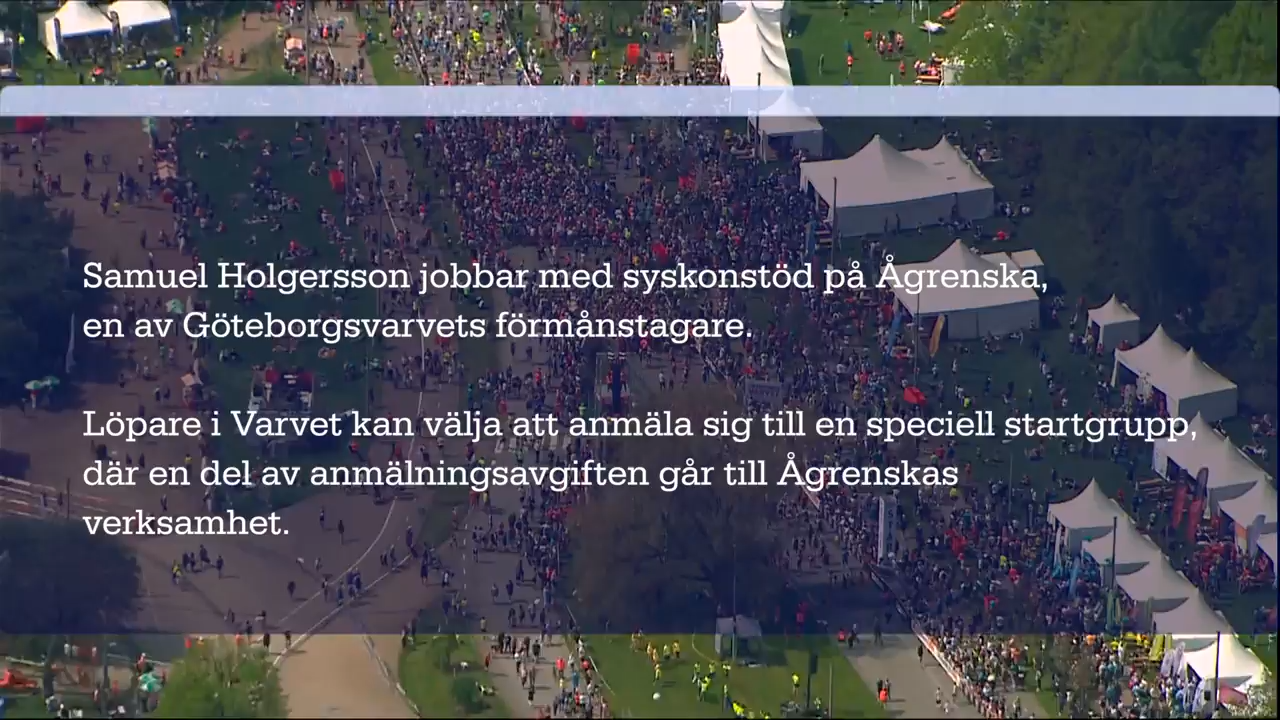 Samuel Holgersson jobbar med syskonstöd på Ågrenska,
en av Göteborgsvarvets förmånstagare.
Löpare i Varvet kan välja att anmäla sig till en speciell startgrupp,
där en del av anmälningsavgiften går till Ågrenskas
verksamhet.